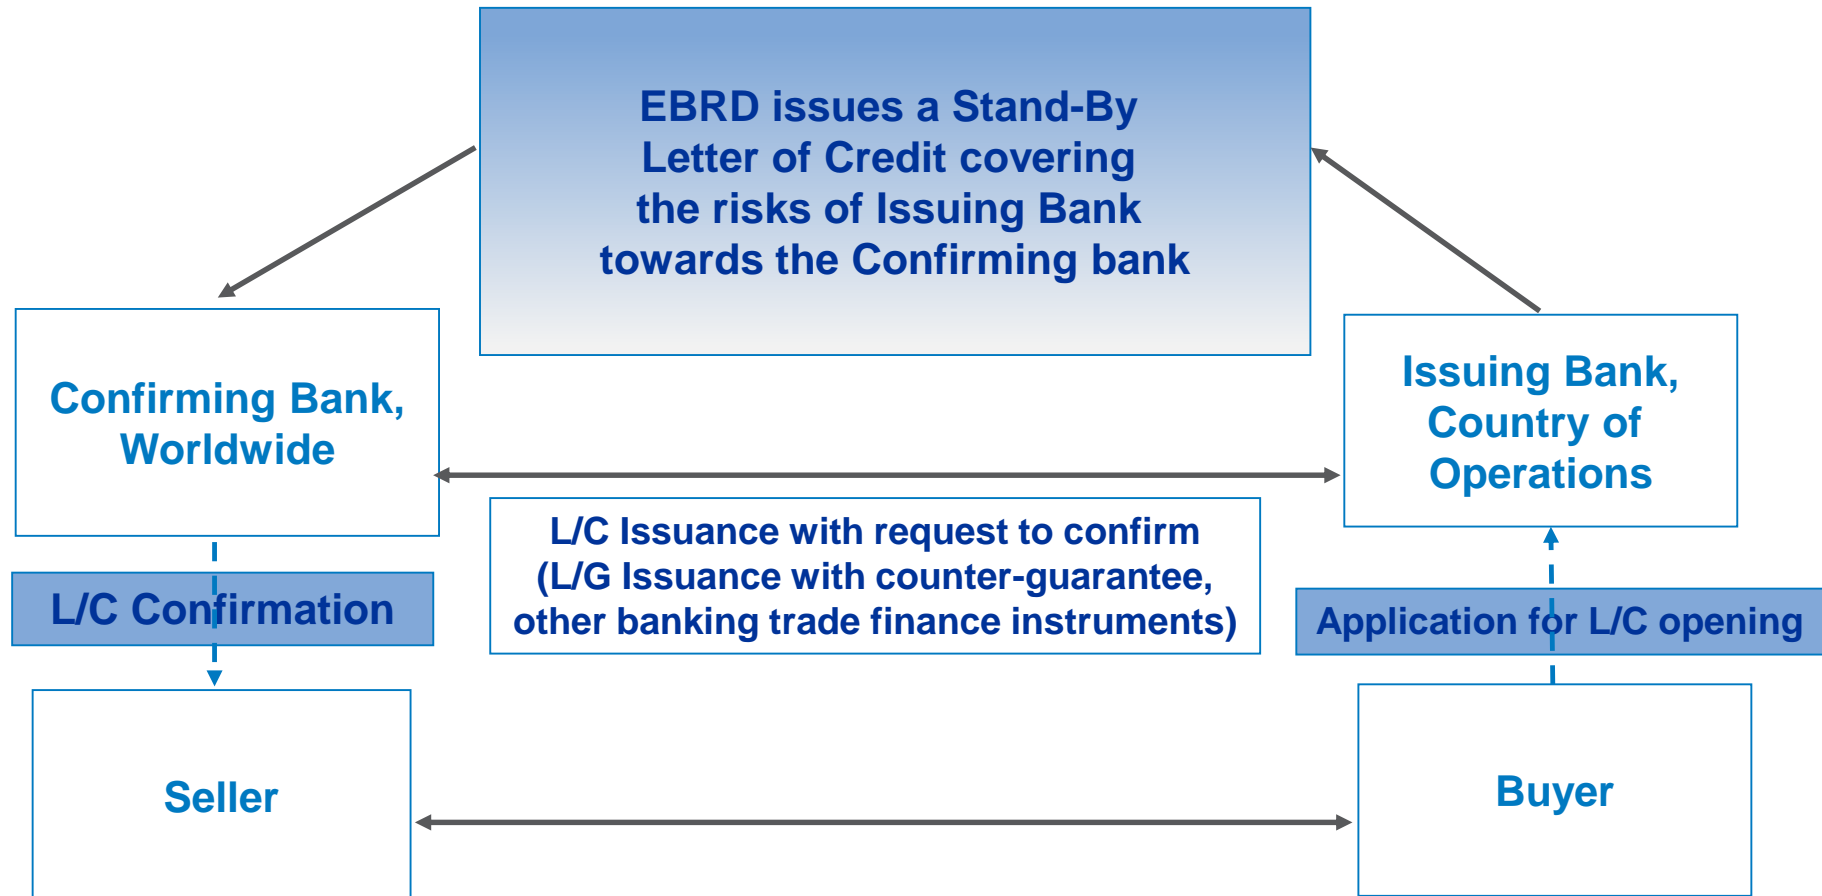 EBRD issues a Stand-By
Letter of Credit covering
the risks of Issuing Bank
towards the Confirming bank
Confirming Bank,
Worldwide
Issuing Bank,
Country of
Operations
L/C Issuance with request to confirm
(L/G Issuance with counter-guarantee,
other banking trade finance instruments)
L/C Confirmation
Application for L/C opening
Seller
Buyer